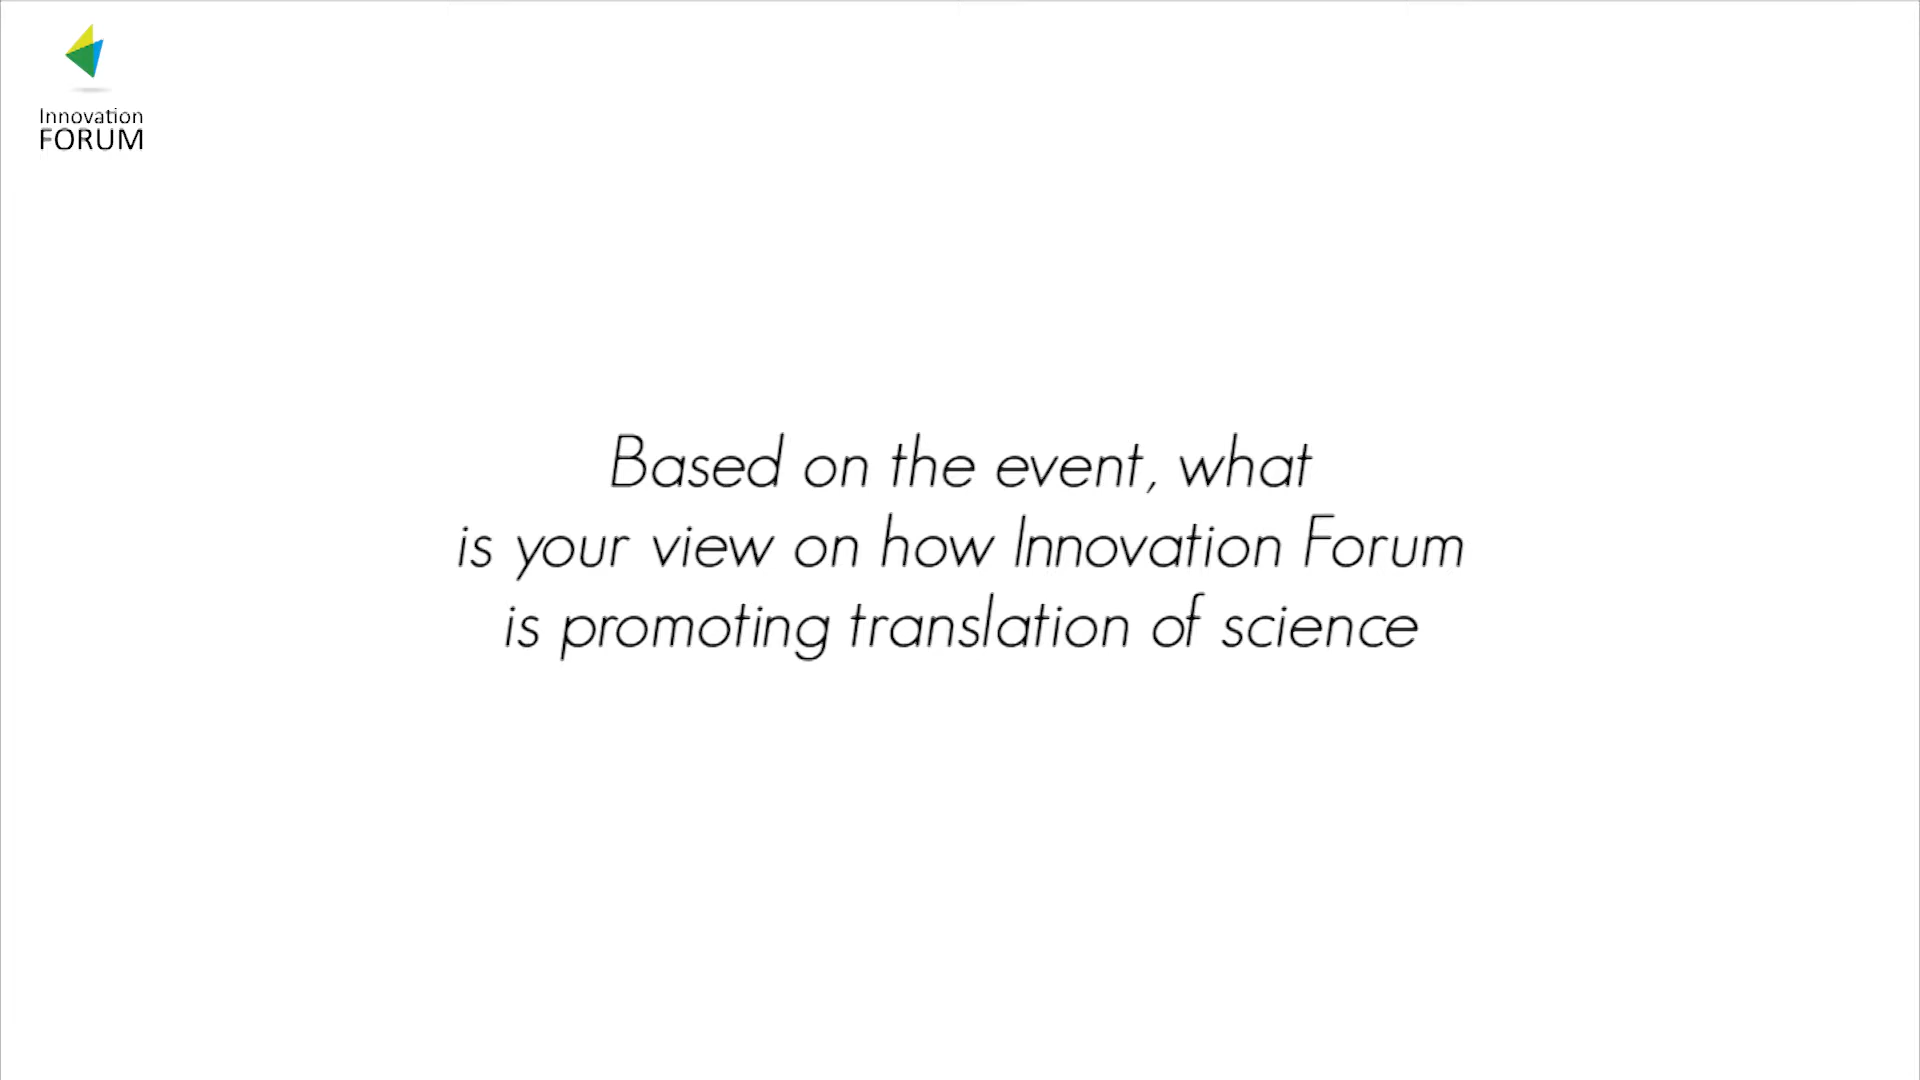 Innovation
FORUM
Based on the event, what
is your view on how Innovation Forum
is promoting translation of science